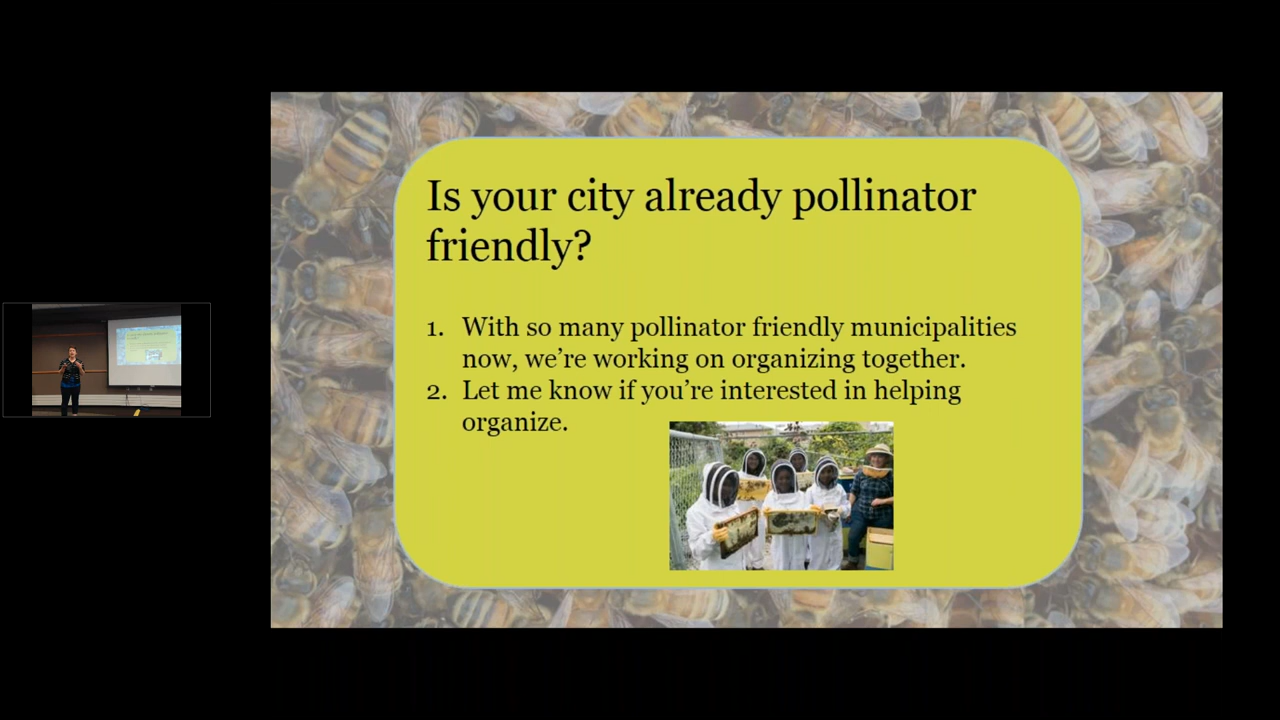 Is your city already pollinator
friendly?
1. With so many pollinator friendly municipalities
now, we're working on organizing together.
2. Let me know if you're interested in helping
organize.